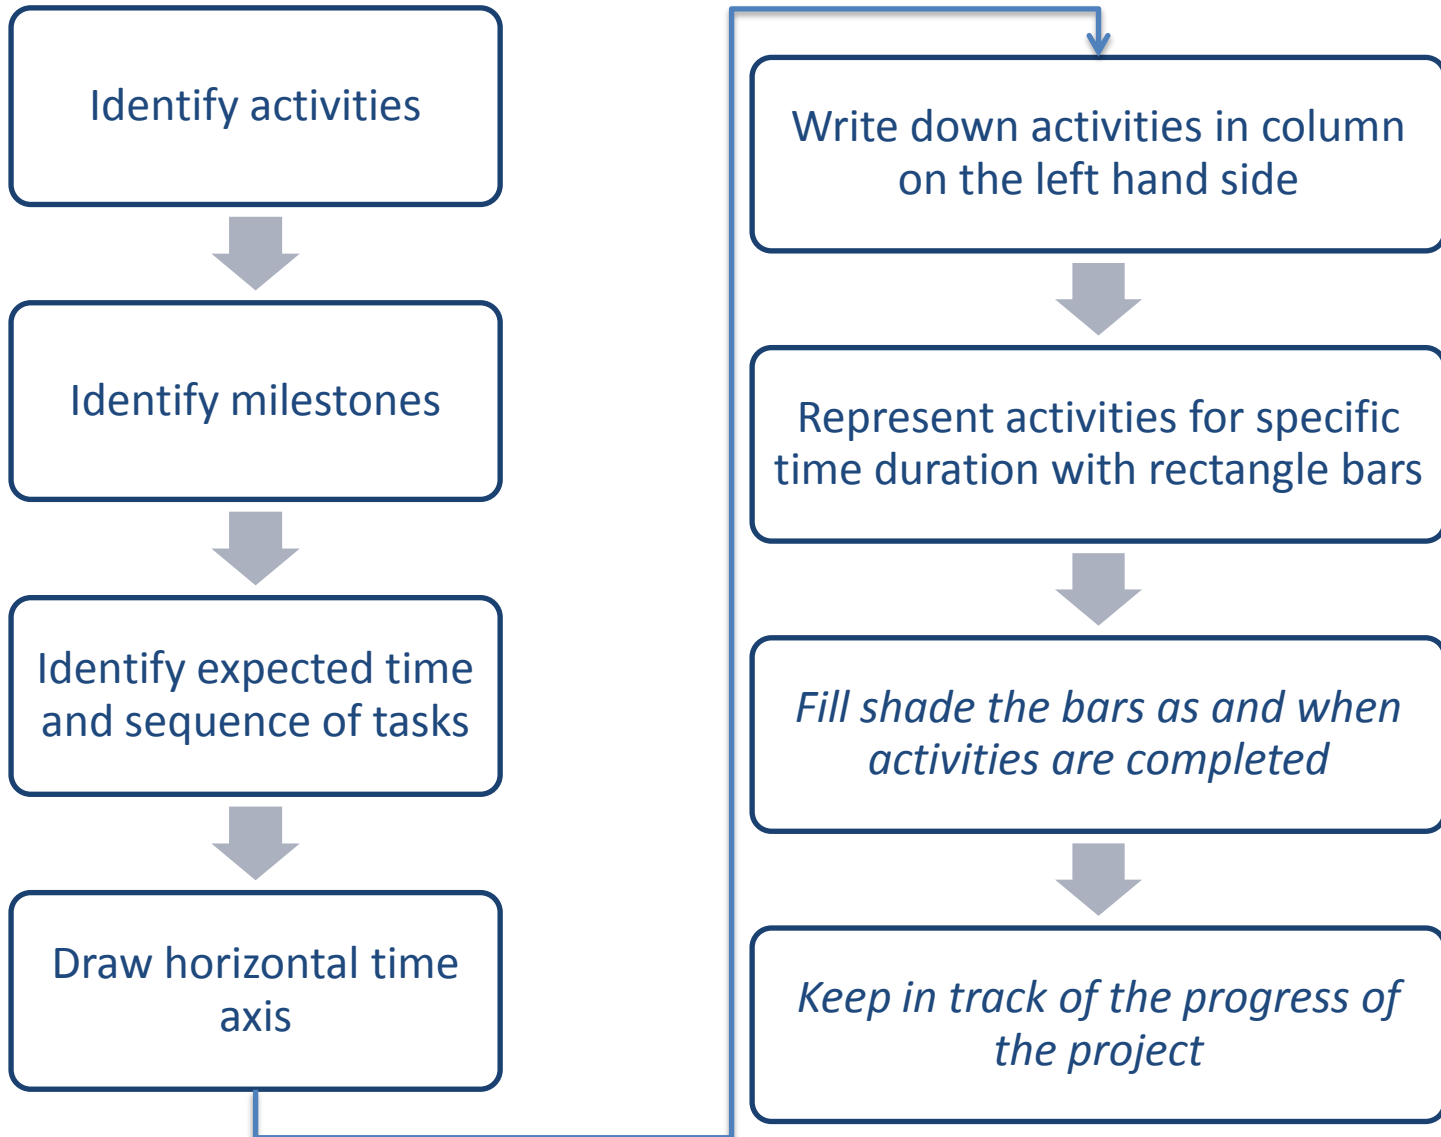 Identify activities
Identify milestones
Identify expected time
and sequence of tasks
Draw horizontal time
axis
Write down activities in column
on the left hand side
Represent activities for specific
time duration with rectangle bars
Fill shade the bars as and when
activities are completed
Keep in track of the progress of
the project